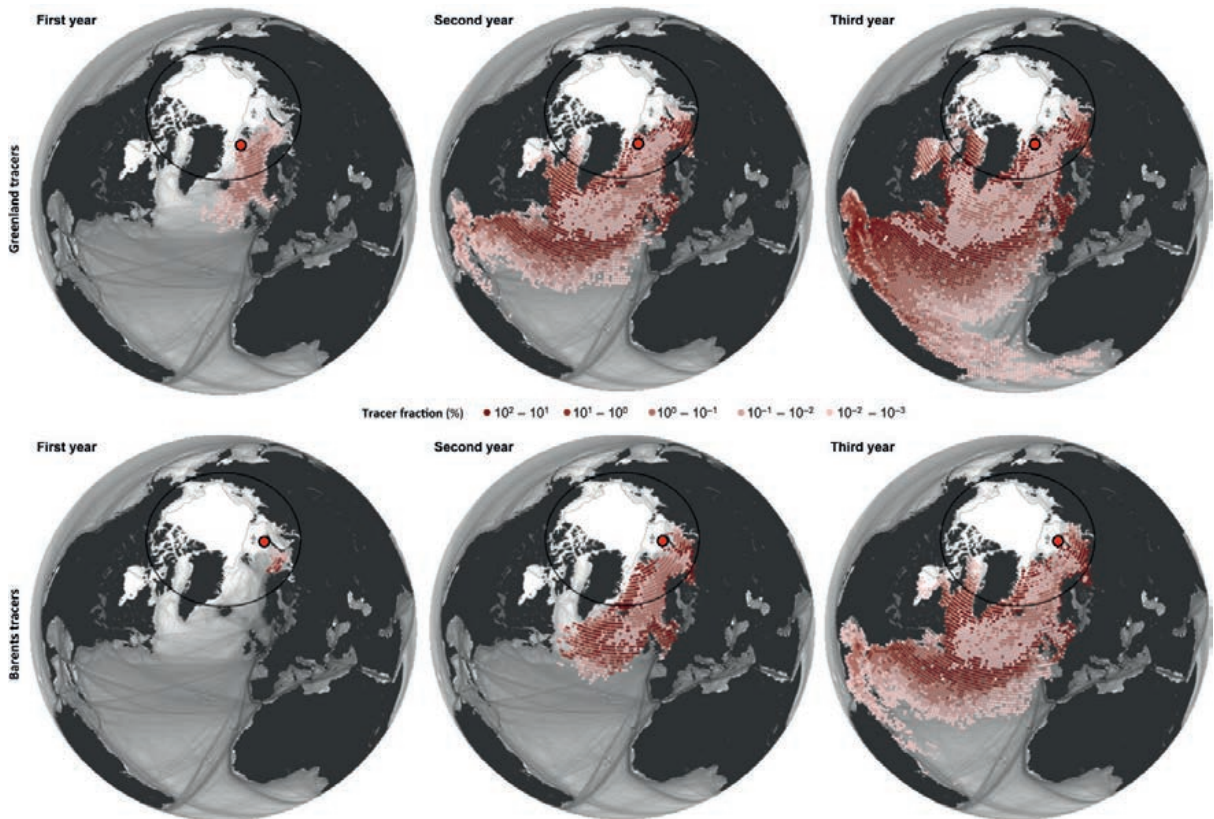 First year
Second year
Third year
Greenland tracers
Tracer fraction (%) 10² – 10¹ 10¹ – 10⁰ 10⁰ – 10⁻¹ 10⁻¹ – 10⁻² 10⁻² – 10⁻³
First year
Second year
Third year
Barents tracers